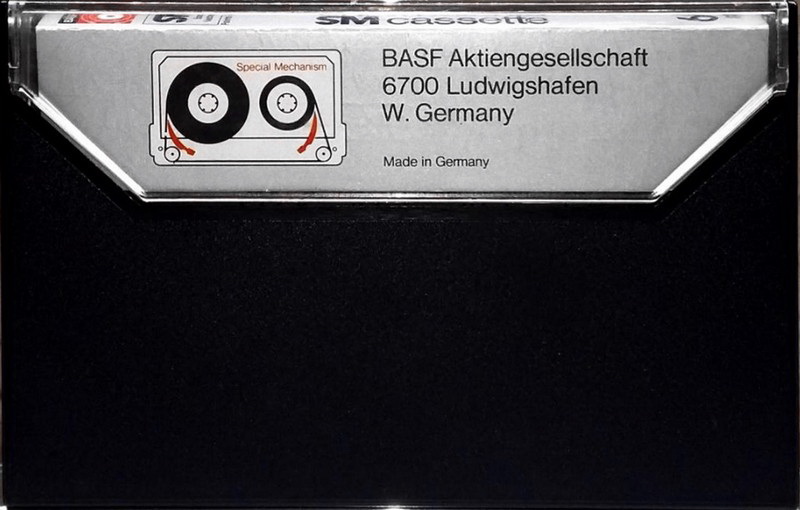 SM cassette
Special Mechanism
BASF Aktiengesellschaft
6700 Ludwigshafen
W. Germany
Made in Germany